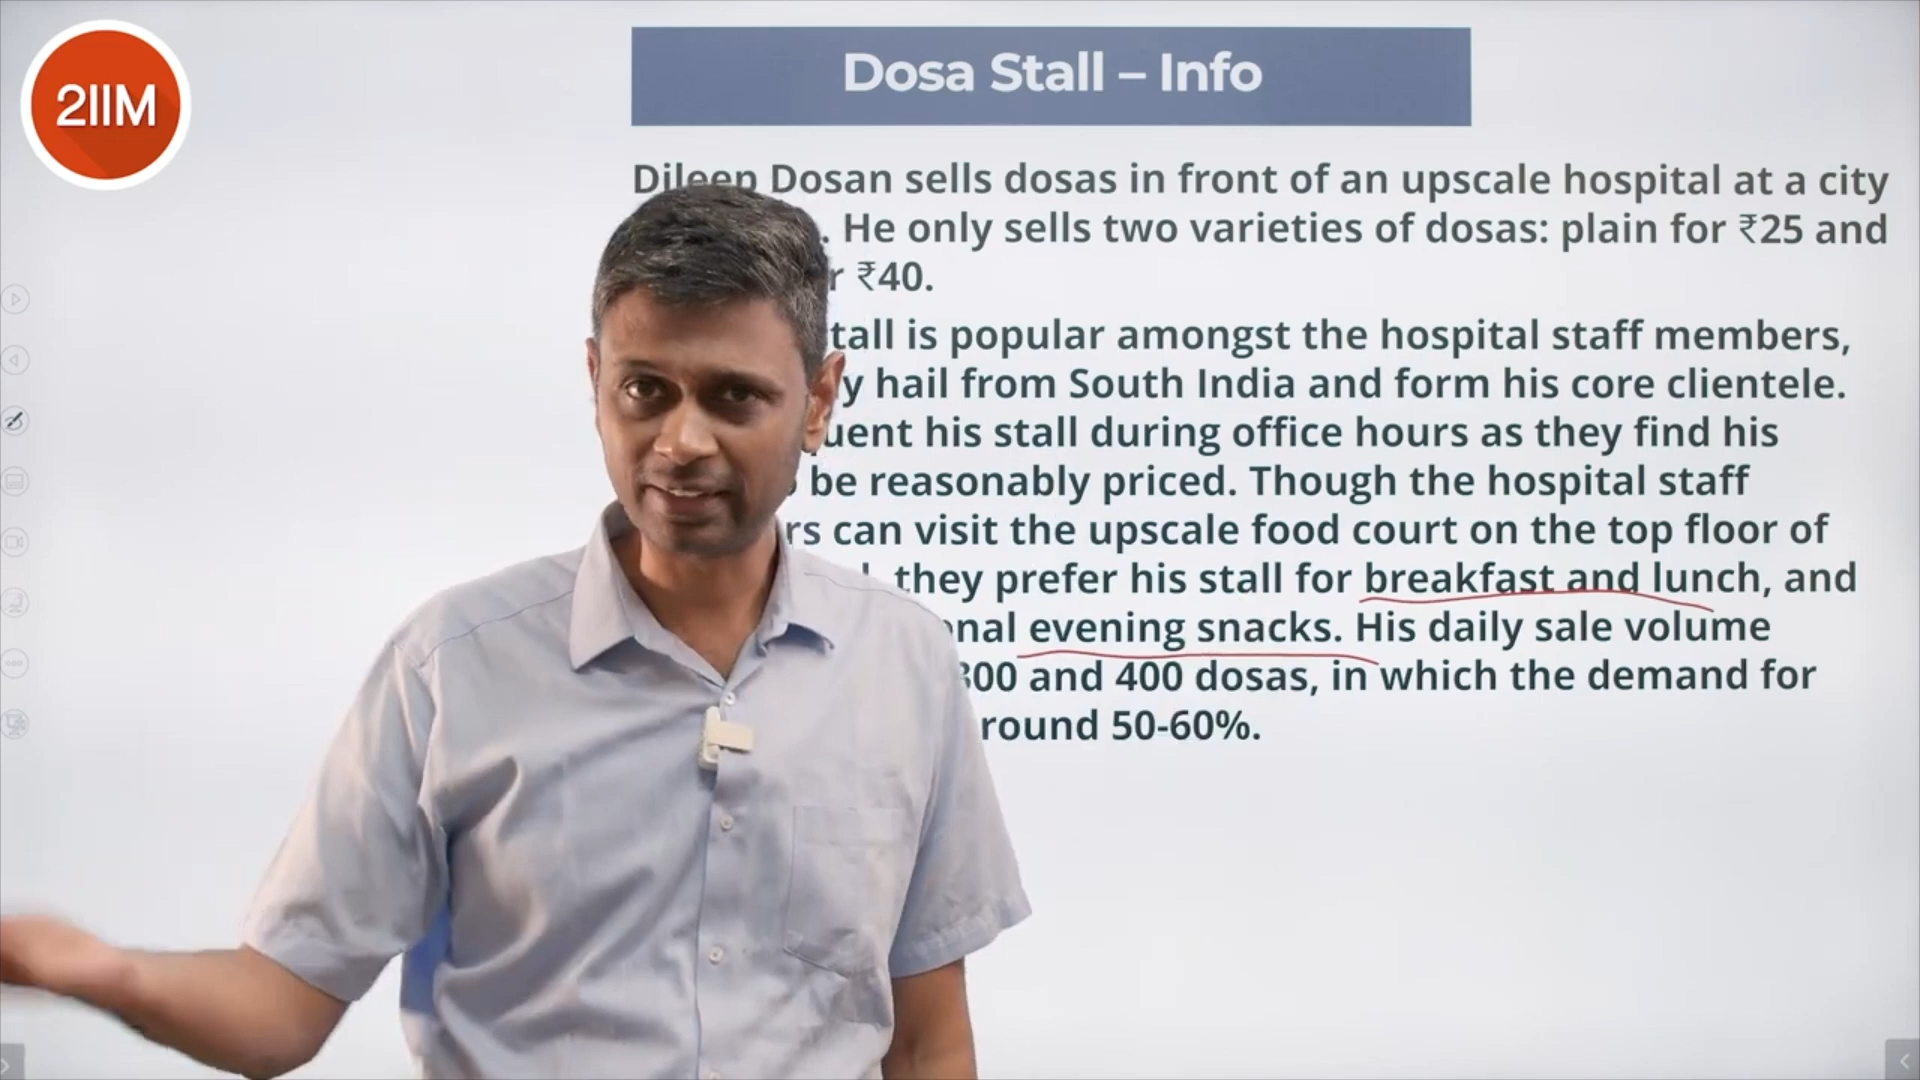 2IIM
Dosa Stall – Info
Dileep Dosan sells dosas in front of an upscale hospital at a city
. He only sells two varieties of dosas: plain for ₹25 and
r ₹40.
tall is popular amongst the hospital staff members,
y hail from South India and form his core clientele.
uent his stall during office hours as they find his
be reasonably priced. Though the hospital staff
rs can visit the upscale food court on the top floor of
, they prefer his stall for breakfast and lunch, and
nal evening snacks. His daily sale volume
300 and 400 dosas, in which the demand for
round 50-60%.